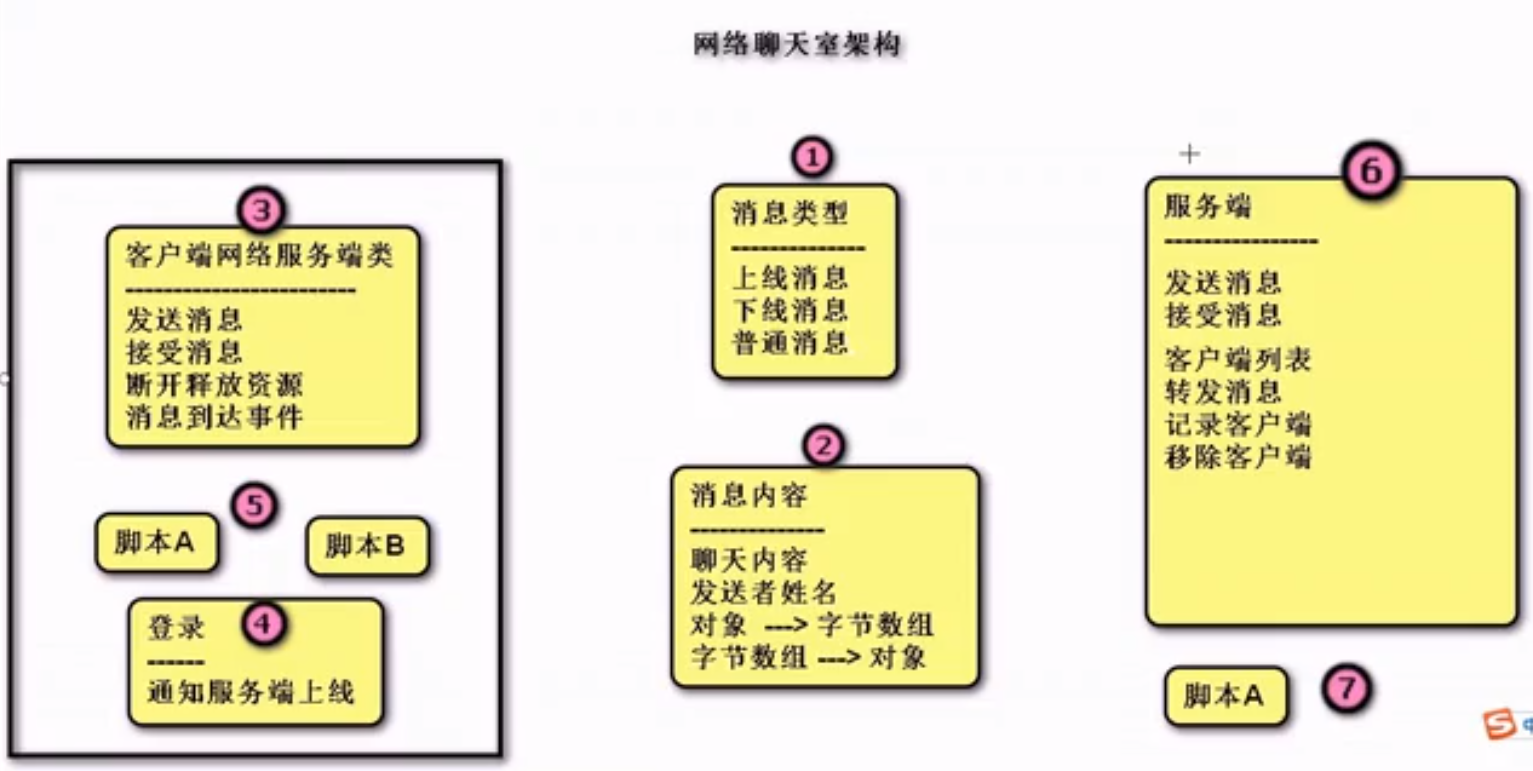 网络聊天室架构
③
客户端网络服务端类
------------------------
发送消息
接受消息
断开释放资源
消息到达事件
⑤
脚本A
脚本B
④
登录
------
通知服务端上线
①
消息类型
--------------
上线消息
下线消息
普通消息
②
消息内容
--------------
聊天内容
发送者姓名
对象 ---> 字节数组
字节数组 ---> 对象
⑥
服务端
----------------
发送消息
接受消息
客户端列表
转发消息
记录客户端
移除客户端
脚本A
⑦
S